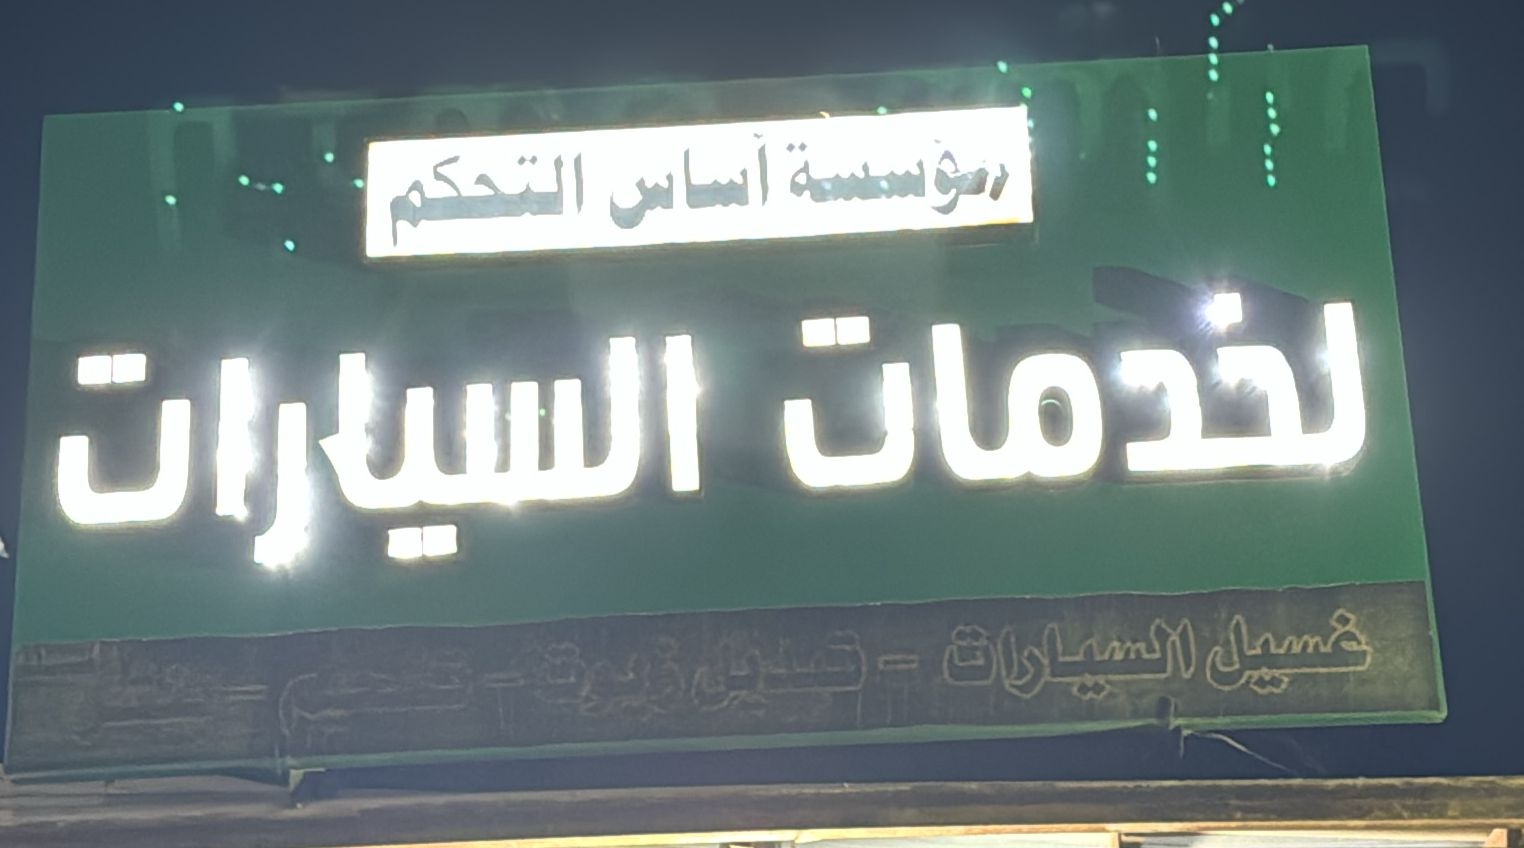 مؤسسة أساس التحكم
لخدمات السيارات
غسيل السيارات - تبديل زيوت -